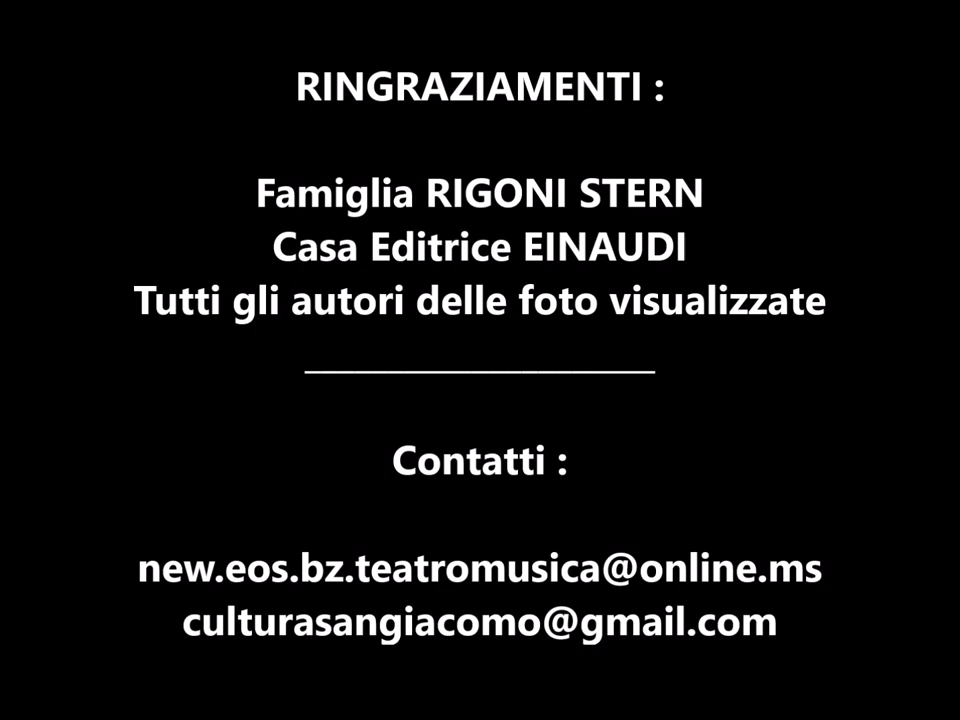 RINGRAZIAMENTI :
Famiglia RIGONI STERN
Casa Editrice EINAUDI
Tutti gli autori delle foto visualizzate
Contatti :
new.eos.bz.teatromusica@online.ms
culturasangiacomo@gmail.com